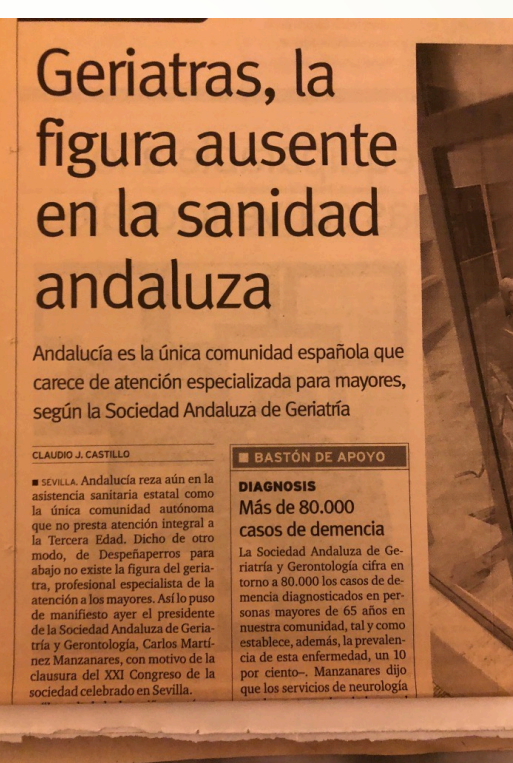 Geriatras, la
figura ausente
en la sanidad
andaluza
Andalucía es la única comunidad española que
carece de atención especializada para mayores,
según la Sociedad Andaluza de Geriatría
CLAUDIO J. CASTILLO
■ SEVILLA. Andalucía reza aún en la
asistencia sanitaria estatal como
la única comunidad autónoma
que no presta atención integral a
la Tercera Edad. Dicho de otro
modo, de Despeñaperros para
abajo no existe la figura del geria-
tra, profesional especialista de la
atención a los mayores. Así lo puso
de manifiesto ayer el presidente
de la Sociedad Andaluza de Geria-
tría y Gerontología, Carlos Martí-
nez Manzanares, con motivo de la
clausura del XXI Congreso de la
sociedad celebrado en Sevilla.
■ BASTÓN DE APOYO
DIAGNOSIS
Más de 80.000
casos de demencia
La Sociedad Andaluza de Ge-
riatría y Gerontología cifra en
torno a 80.000 los casos de de-
mencia diagnosticados en per-
sonas mayores de 65 años en
nuestra comunidad, tal y como
establece, además, la prevalen-
cia de esta enfermedad, un 10
por ciento–. Manzanares dijo
que los servicios de neurología